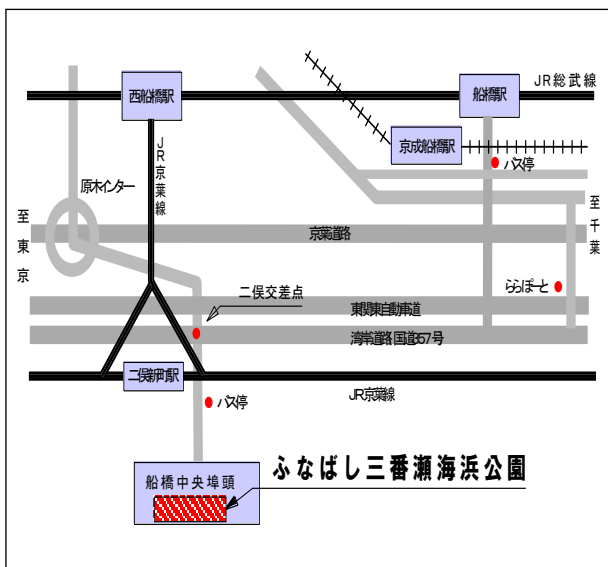 JR総武線
西船橋駅
船橋駅
京成船橋駅
バス停
JR京葉線
原木インター
至東京
至千葉
京葉道路
ららぽーと
二俣交差点
東関東自動車道
湾岸道路国道357号
二俣新町駅
JR京葉線
バス停
船橋中央埠頭
ふなばし三番瀬海浜公園